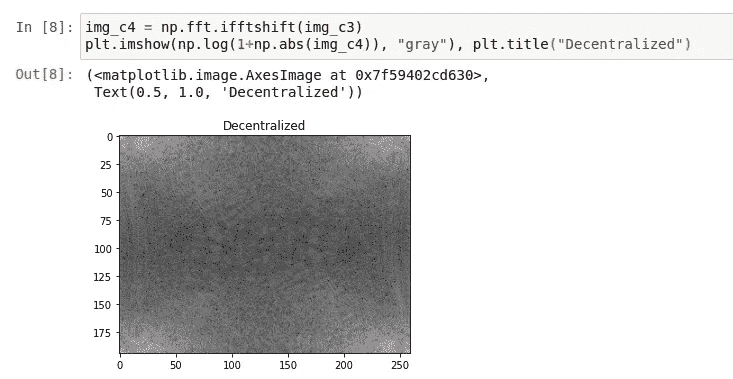 In [8]: img_c4 = np.fft.ifftshift(img_c3)
plt.imshow(np.log(1+np.abs(img_c4)), "gray"), plt.title("Decentralized")
Out[8]: (<matplotlib.image.AxesImage at 0x7f59402cd630>,
Text(0.5, 1.0, 'Decentralized'))
Decentralized
0
25
50
75
100
125
150
175
0 50 100 150 200 250